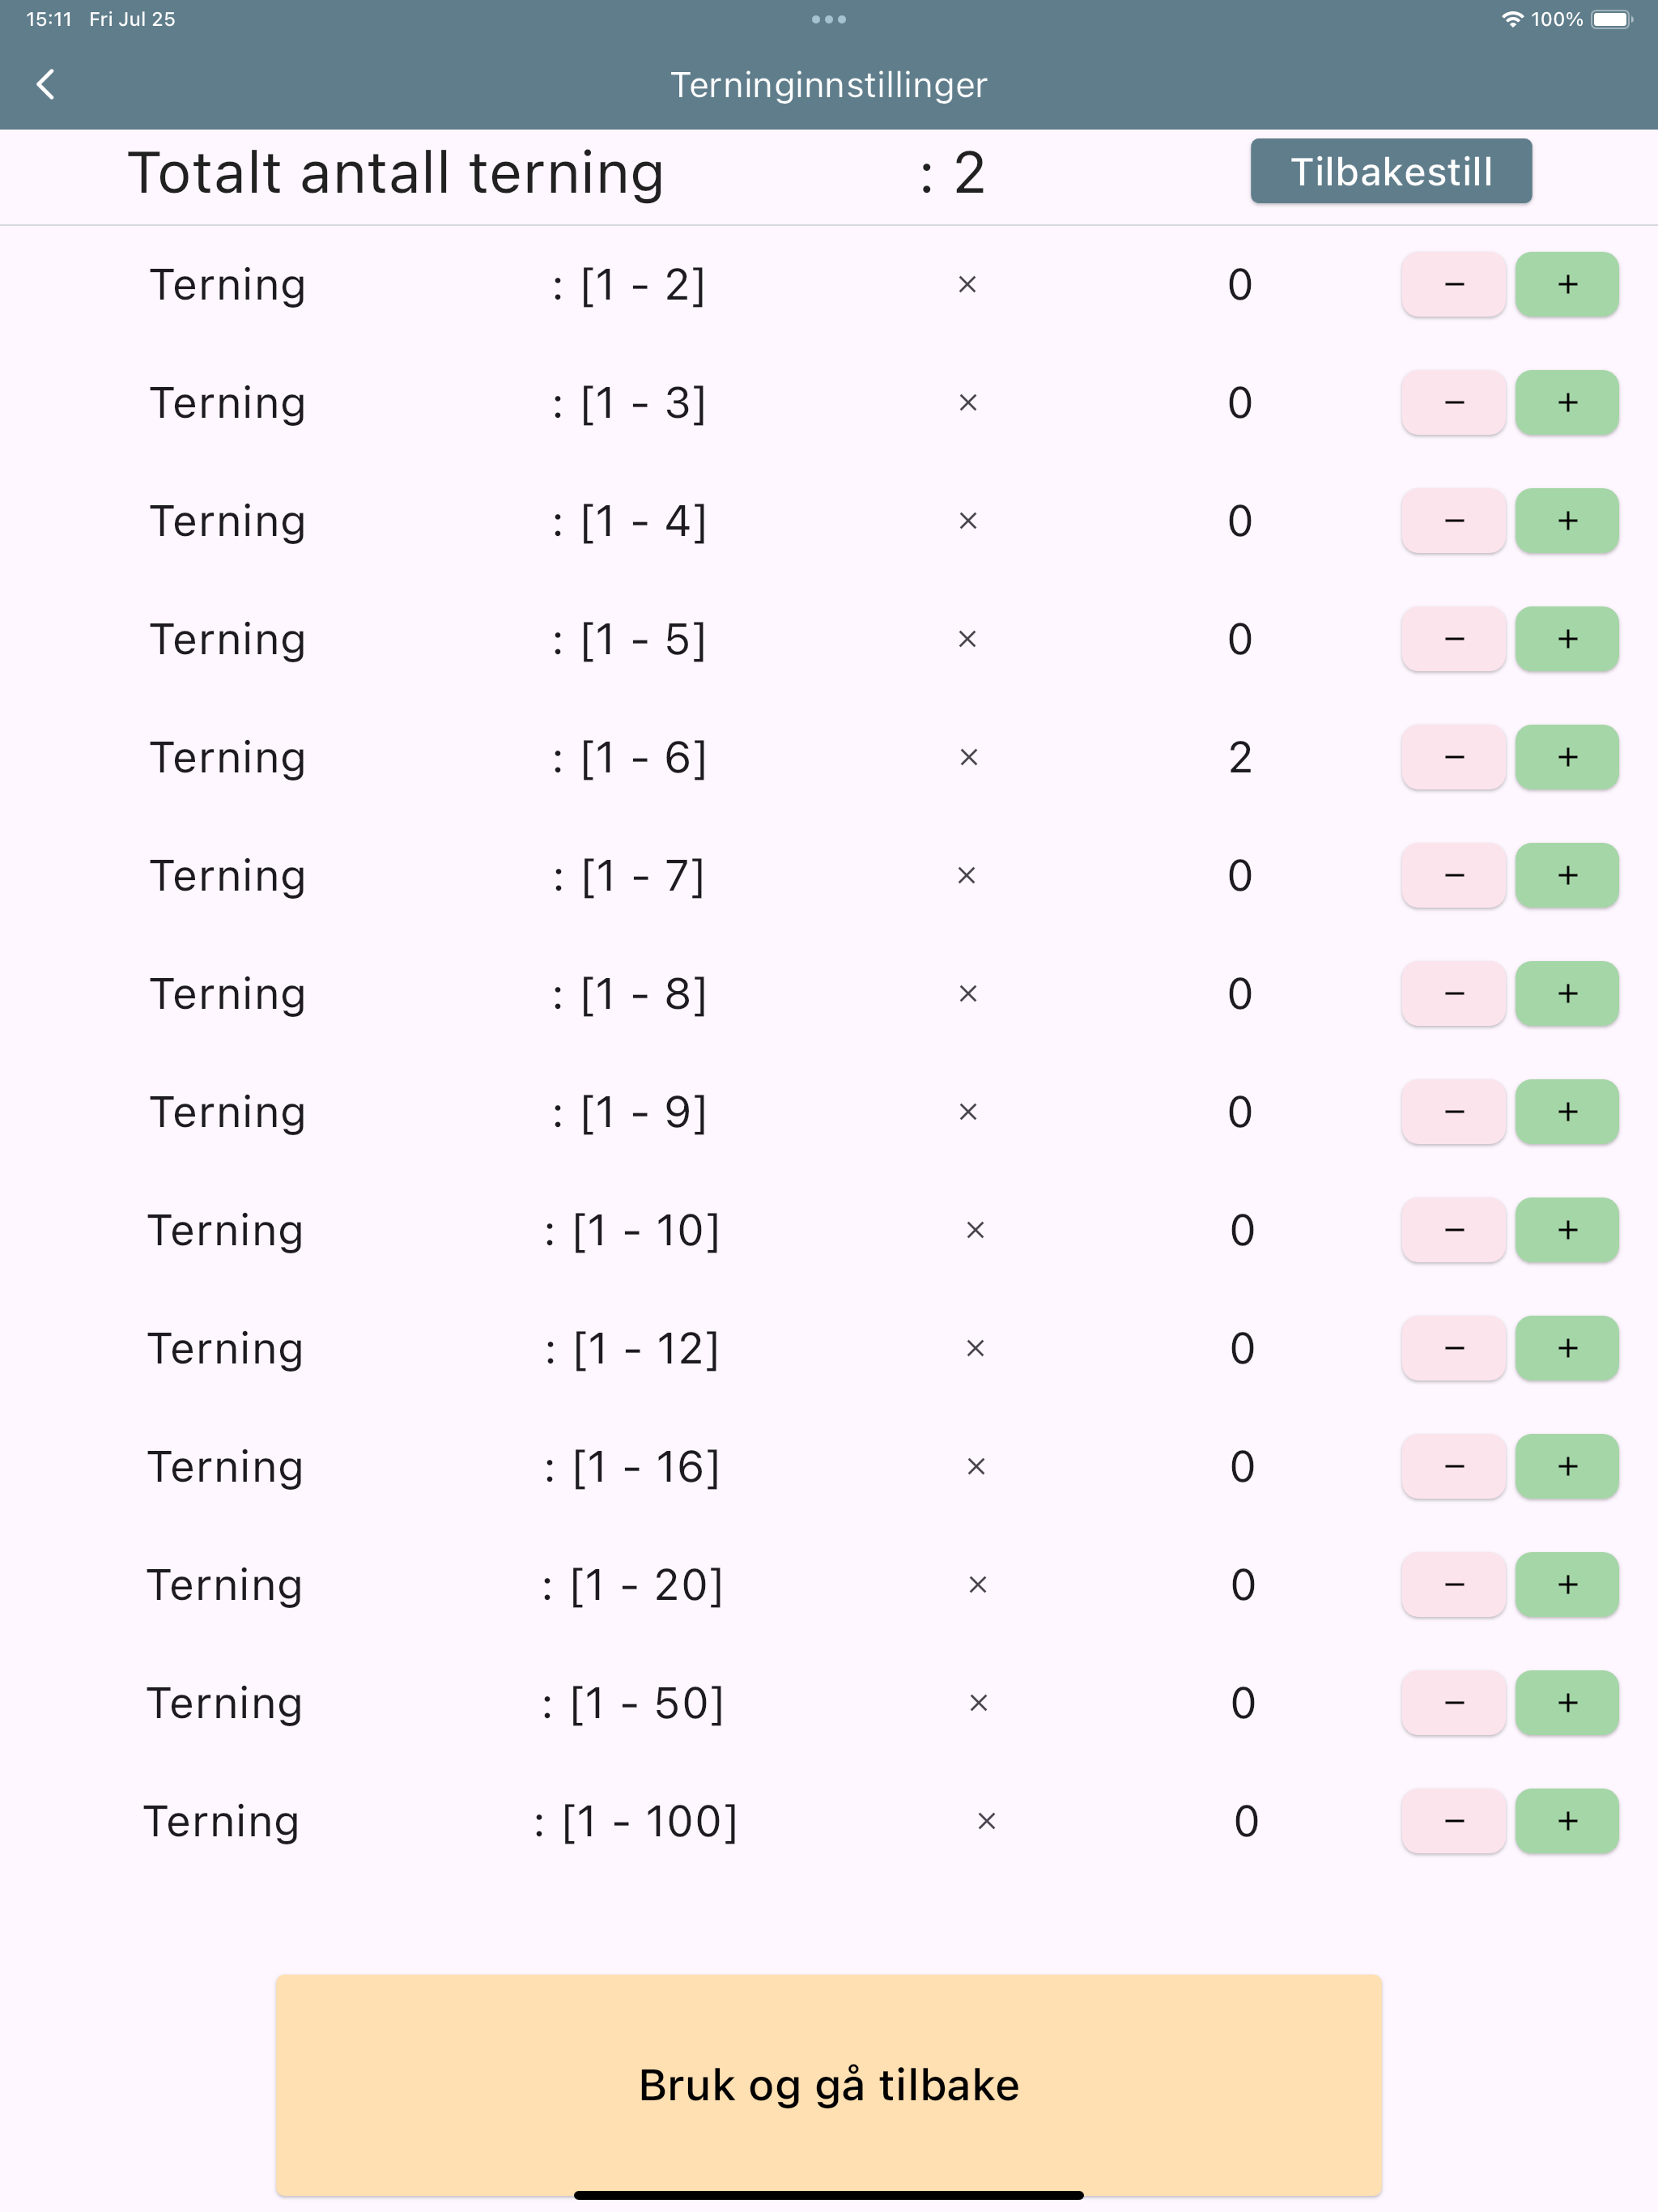 15:11 Fri Jul 25 100%
Terninginnstillinger
Totalt antall terning : 2 Tilbakestill
Terning : [1 - 2] × 0 − +
Terning : [1 - 3] × 0 − +
Terning : [1 - 4] × 0 − +
Terning : [1 - 5] × 0 − +
Terning : [1 - 6] × 2 − +
Terning : [1 - 7] × 0 − +
Terning : [1 - 8] × 0 − +
Terning : [1 - 9] × 0 − +
Terning : [1 - 10] × 0 − +
Terning : [1 - 12] × 0 − +
Terning : [1 - 16] × 0 − +
Terning : [1 - 20] × 0 − +
Terning : [1 - 50] × 0 − +
Terning : [1 - 100] × 0 − +
Bruk og gå tilbake